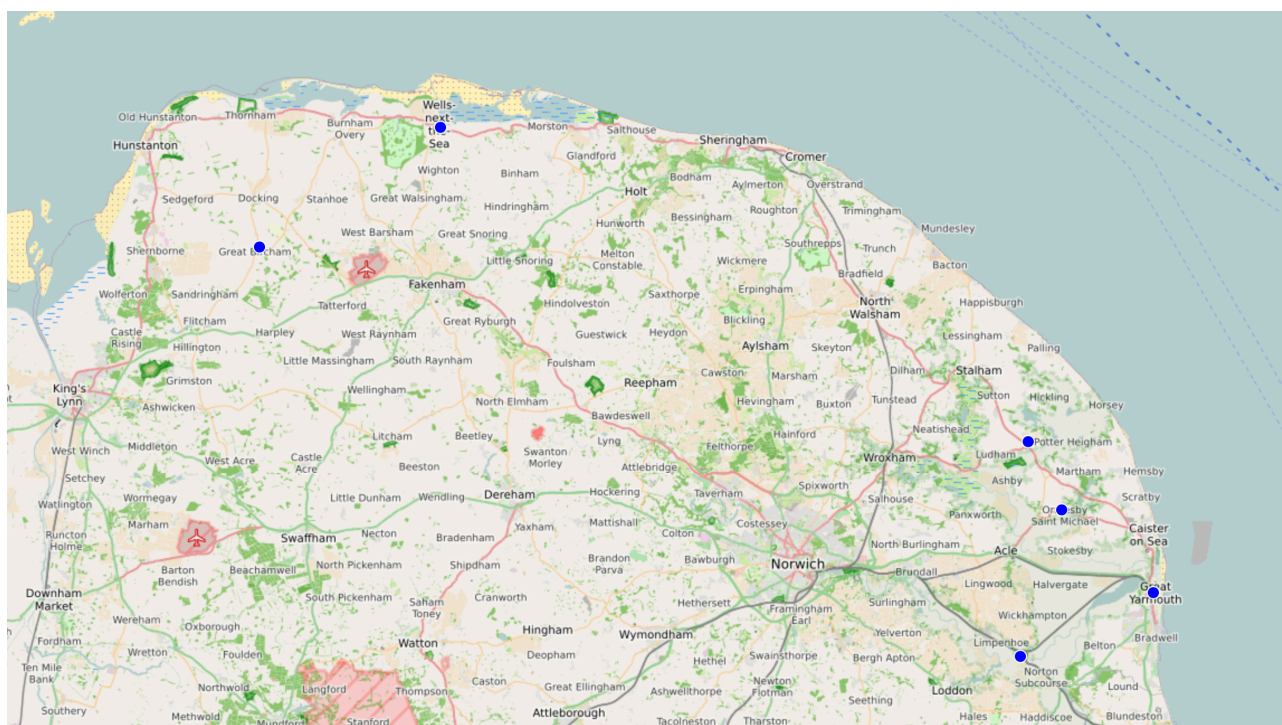 Wells-
next-
the-
Sea
Old Hunstanton
Thornham
Burnham
Overy
Morston
Salthouse
Sheringham
Hunstanton
Glandford
Cromer
Wighton
Binham
Bodham
Aylmerton
Overstrand
Sedgeford
Docking
Stanhoe
Great Walsingham
Holt
Hindringham
Roughton
Trimingham
Bessingham
Hunworth
Mundesley
West Barsham
Great Snoring
Shernborne
Great Bircham
Melton
Constable
Wickmere
Southrepps
Trunch
Little Snoring
Bacton
Bradfield
Wolferton
Sandringham
Fakenham
Saxthorpe
Erpingham
Tatterford
Hindolveston
North
Walsham
Happisburgh
Flitcham
Great Ryburgh
Blickling
Castle
Rising
Harpley
West Raynham
Guestwick
Heydon
Lessingham
Hillington
Aylsham
Skeyton
Palling
Little Massingham
South Raynham
Foulsham
Dilham
Stalham
King's
Lynn
Grimston
Wellingham
Reepham
Cawston
Marsham
Sutton
Hickling
Ashwicken
North Elmham
Hevingham
Buxton
Tunstead
Horsey
Bawdeswell
Neatishead
Litcham
Beetley
Lyng
Hainford
Potter Heigham
West Winch
Middleton
West Acre
Castle
Acre
Swanton
Morley
Felthorpe
Wroxham
Ludham
Setchey
Beeston
Attlebridge
Martham
Hemsby
Ashby
Wormegay
Little Dunham
Wendling
Dereham
Hockering
Taverham
Spixworth
Salhouse
Scratby
Watlington
Marham
Yaxham
Mattishall
Costessey
Panxworth
Ormesby
Saint Michael
Caister
on Sea
Runcton
Holme
Swaffham
Necton
Bradenham
Colton
North Burlingham
Acle
Stokesby
Barton
Bendish
Beachamwell
North Pickenham
Shipdham
Brandon
Parva
Bawburgh
Norwich
Brundall
Lingwood
Halvergate
Great
Yarmouth
Downham
Market
South Pickenham
Saham
Toney
Cranworth
Hethersett
Framingham
Earl
Surlingham
Wickhampton
Wereham
Oxborough
Hingham
Wymondham
Yelverton
Limpenhoe
Bradwell
Fordham
Wretton
Foulden
Watton
Deopham
Hethel
Swainsthorpe
Bergh Apton
Belton
Ten Mile
Bank
Northwold
Langford
Thompson
Caston
Great Ellingham
Ashwellthorpe
Newton
Flotman
Loddon
Norton
Subcourse
Lound
Southery
Methwold
Mundford
Stanford
Attleborough
Tacolneston
Tharston
Seething
Hales
Haddiscoe
Blundeston